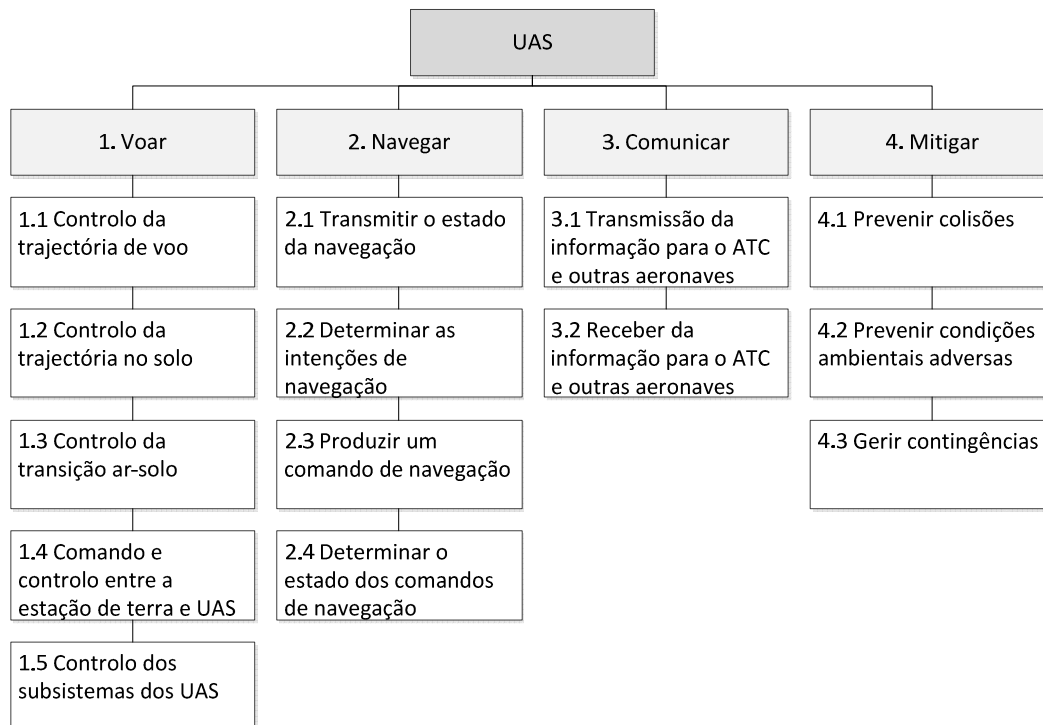 UAS
1. Voar
1.1 Controlo da
trajectória de voo
1.2 Controlo da
trajectória no solo
1.3 Controlo da
transição ar-solo
1.4 Comando e
controlo entre a
estação de terra e UAS
1.5 Controlo dos
subsistemas dos UAS
2. Navegar
2.1 Transmitir o estado
da navegação
2.2 Determinar as
intenções de
navegação
2.3 Produzir um
comando de navegação
2.4 Determinar o
estado dos comandos
de navegação
3. Comunicar
3.1 Transmissão da
informação para o ATC
e outras aeronaves
3.2 Receber da
informação para o ATC
e outras aeronaves
4. Mitigar
4.1 Prevenir colisões
4.2 Prevenir condições
ambientais adversas
4.3 Gerir contingências